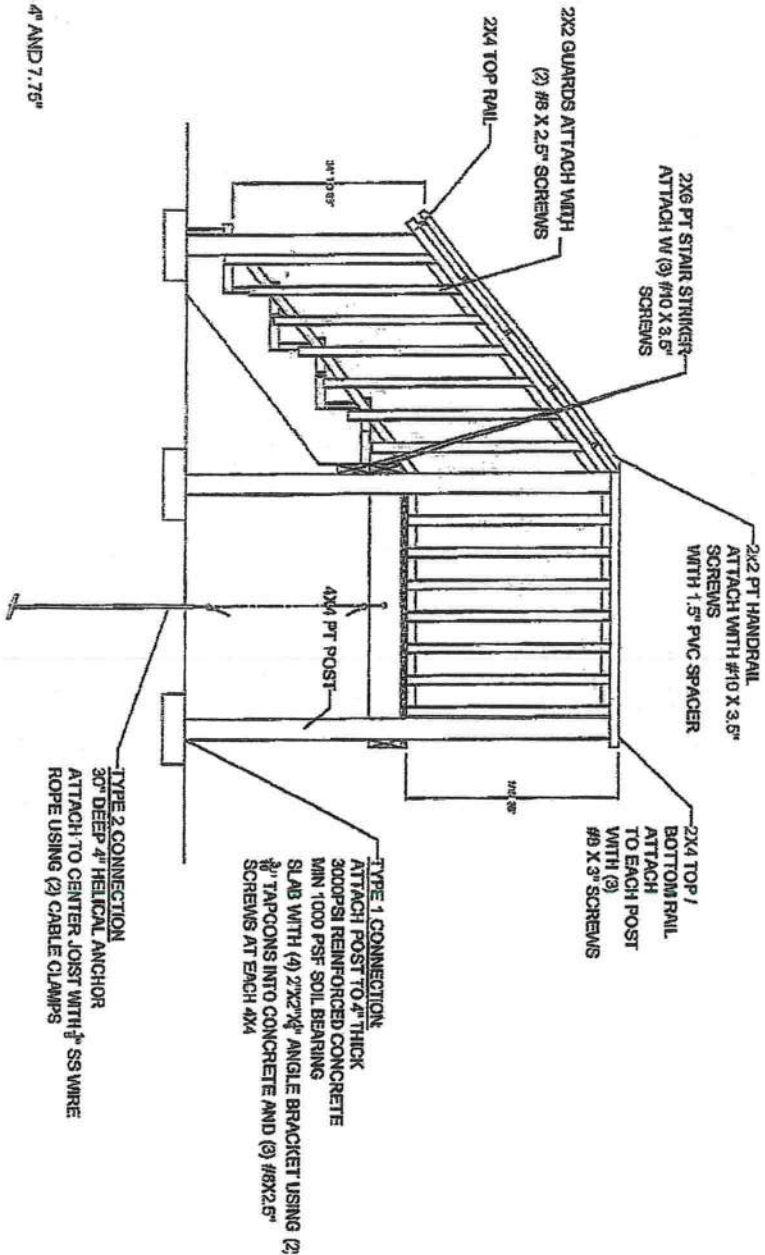 2X6 PT STAIR STRIKER
ATTACH W (3) #10 X 3.5"
SCREWS
2X2 GUARDS ATTACH WITH
(2) #8 X 2.5" SCREWS
2X4 TOP RAIL
2x2 PT HANDRAIL
ATTACH WITH #10 X 3.5"
SCREWS
WITH 1.5" PVC SPACER
2X4 TOP /
BOTTOM RAIL
ATTACH
TO EACH POST
WITH (3)
#8 X 3" SCREWS
4X4 PT POST
TYPE 1 CONNECTION:
ATTACH POST TO 4" THICK
3000PSI REINFORCED CONCRETE
MIN 1000 PSF SOIL BEARING
SLAB WITH (4) 2"X2"X" ANGLE BRACKET USING (2)
TAPCONS INTO CONCRETE AND (3) #8X2.5"
SCREWS AT EACH 4X4
TYPE 2 CONNECTION
30" DEEP 4" HELICAL ANCHOR
ATTACH TO CENTER JOIST WITH SS WIRE
ROPE USING (2) CABLE CLAMPS
4" AND 7.75"